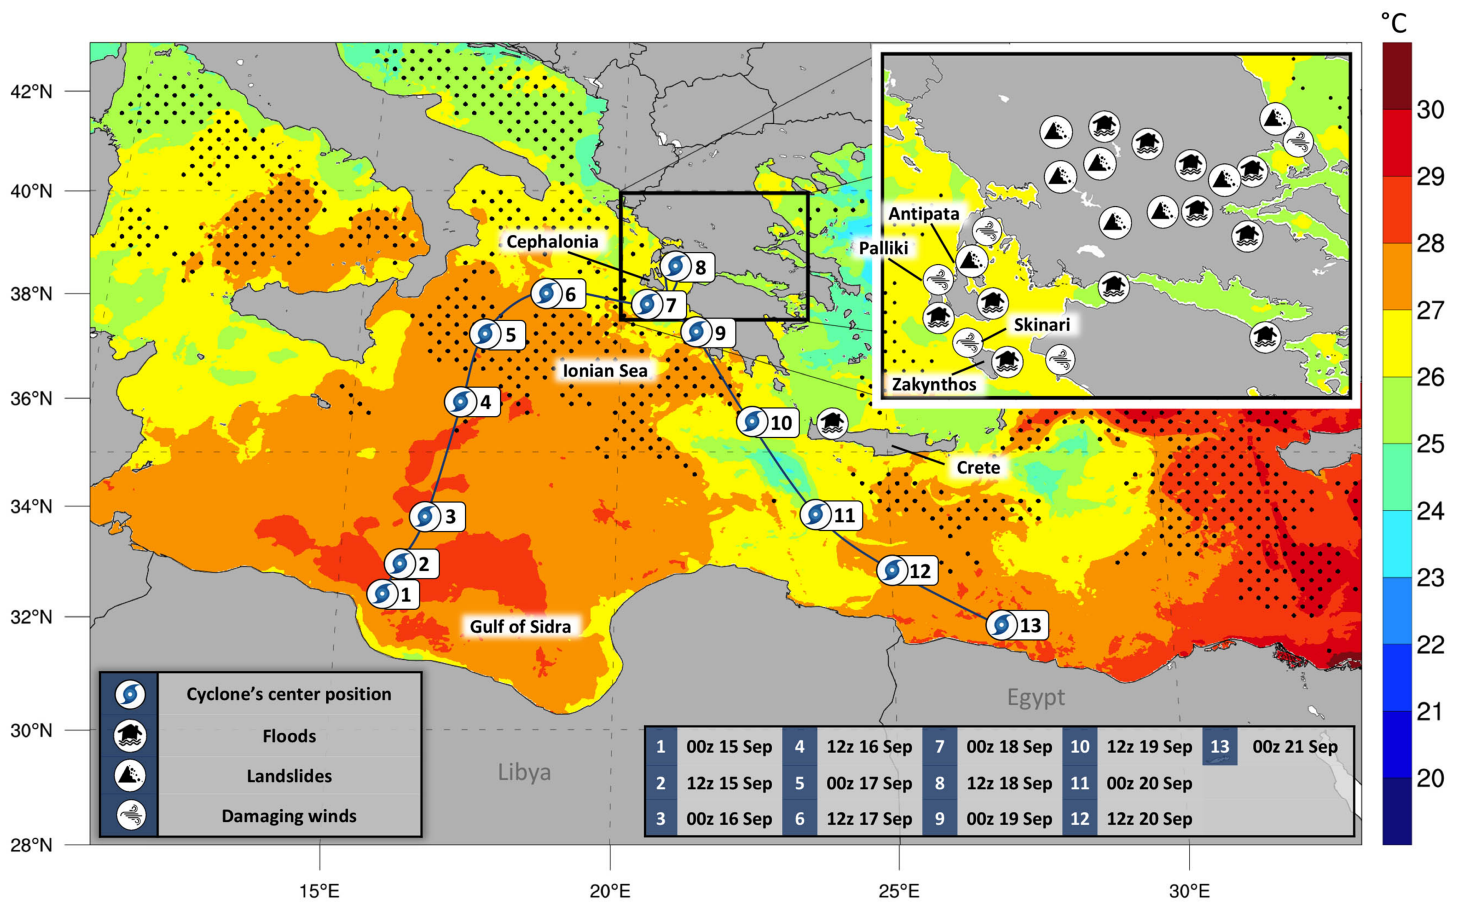 °C
42°N
40°N
38°N
36°N
34°N
32°N
30°N
28°N
15°E
20°E
25°E
30°E
30
29
28
27
26
25
24
23
22
21
20
Antipata
Palliki
Skinari
Zakynthos
Cephalonia
8
6
7
9
5
Ionian Sea
4
10
Crete
3
11
2
12
1
13
Gulf of Sidra
Egypt
Libya
Cyclone's center position
Floods
Landslides
Damaging winds
1 00z 15 Sep 4 12z 16 Sep 7 00z 18 Sep 10 12z 19 Sep 13 00z 21 Sep
2 12z 15 Sep 5 00z 17 Sep 8 12z 18 Sep 11 00z 20 Sep
3 00z 16 Sep 6 12z 17 Sep 9 00z 19 Sep 12 12z 20 Sep